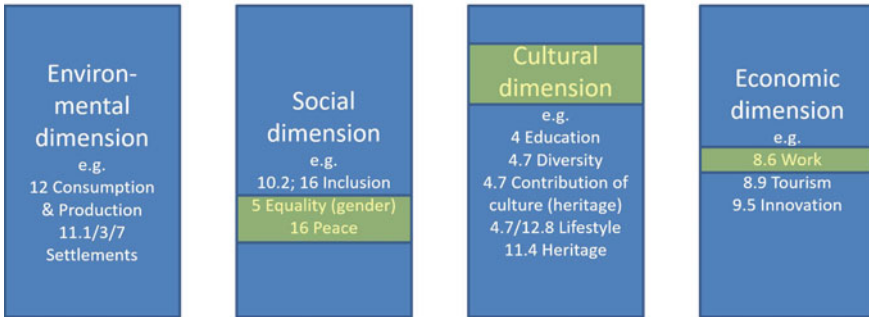 Environ-
mental
dimension
e.g.
12 Consumption
& Production
11.1/3/7
Settlements
Social
dimension
e.g.
10.2; 16 Inclusion
5 Equality (gender)
16 Peace
Cultural
dimension
e.g.
4 Education
4.7 Diversity
4.7 Contribution of
culture (heritage)
4.7/12.8 Lifestyle
11.4 Heritage
Economic
dimension
e.g.
8.6 Work
8.9 Tourism
9.5 Innovation